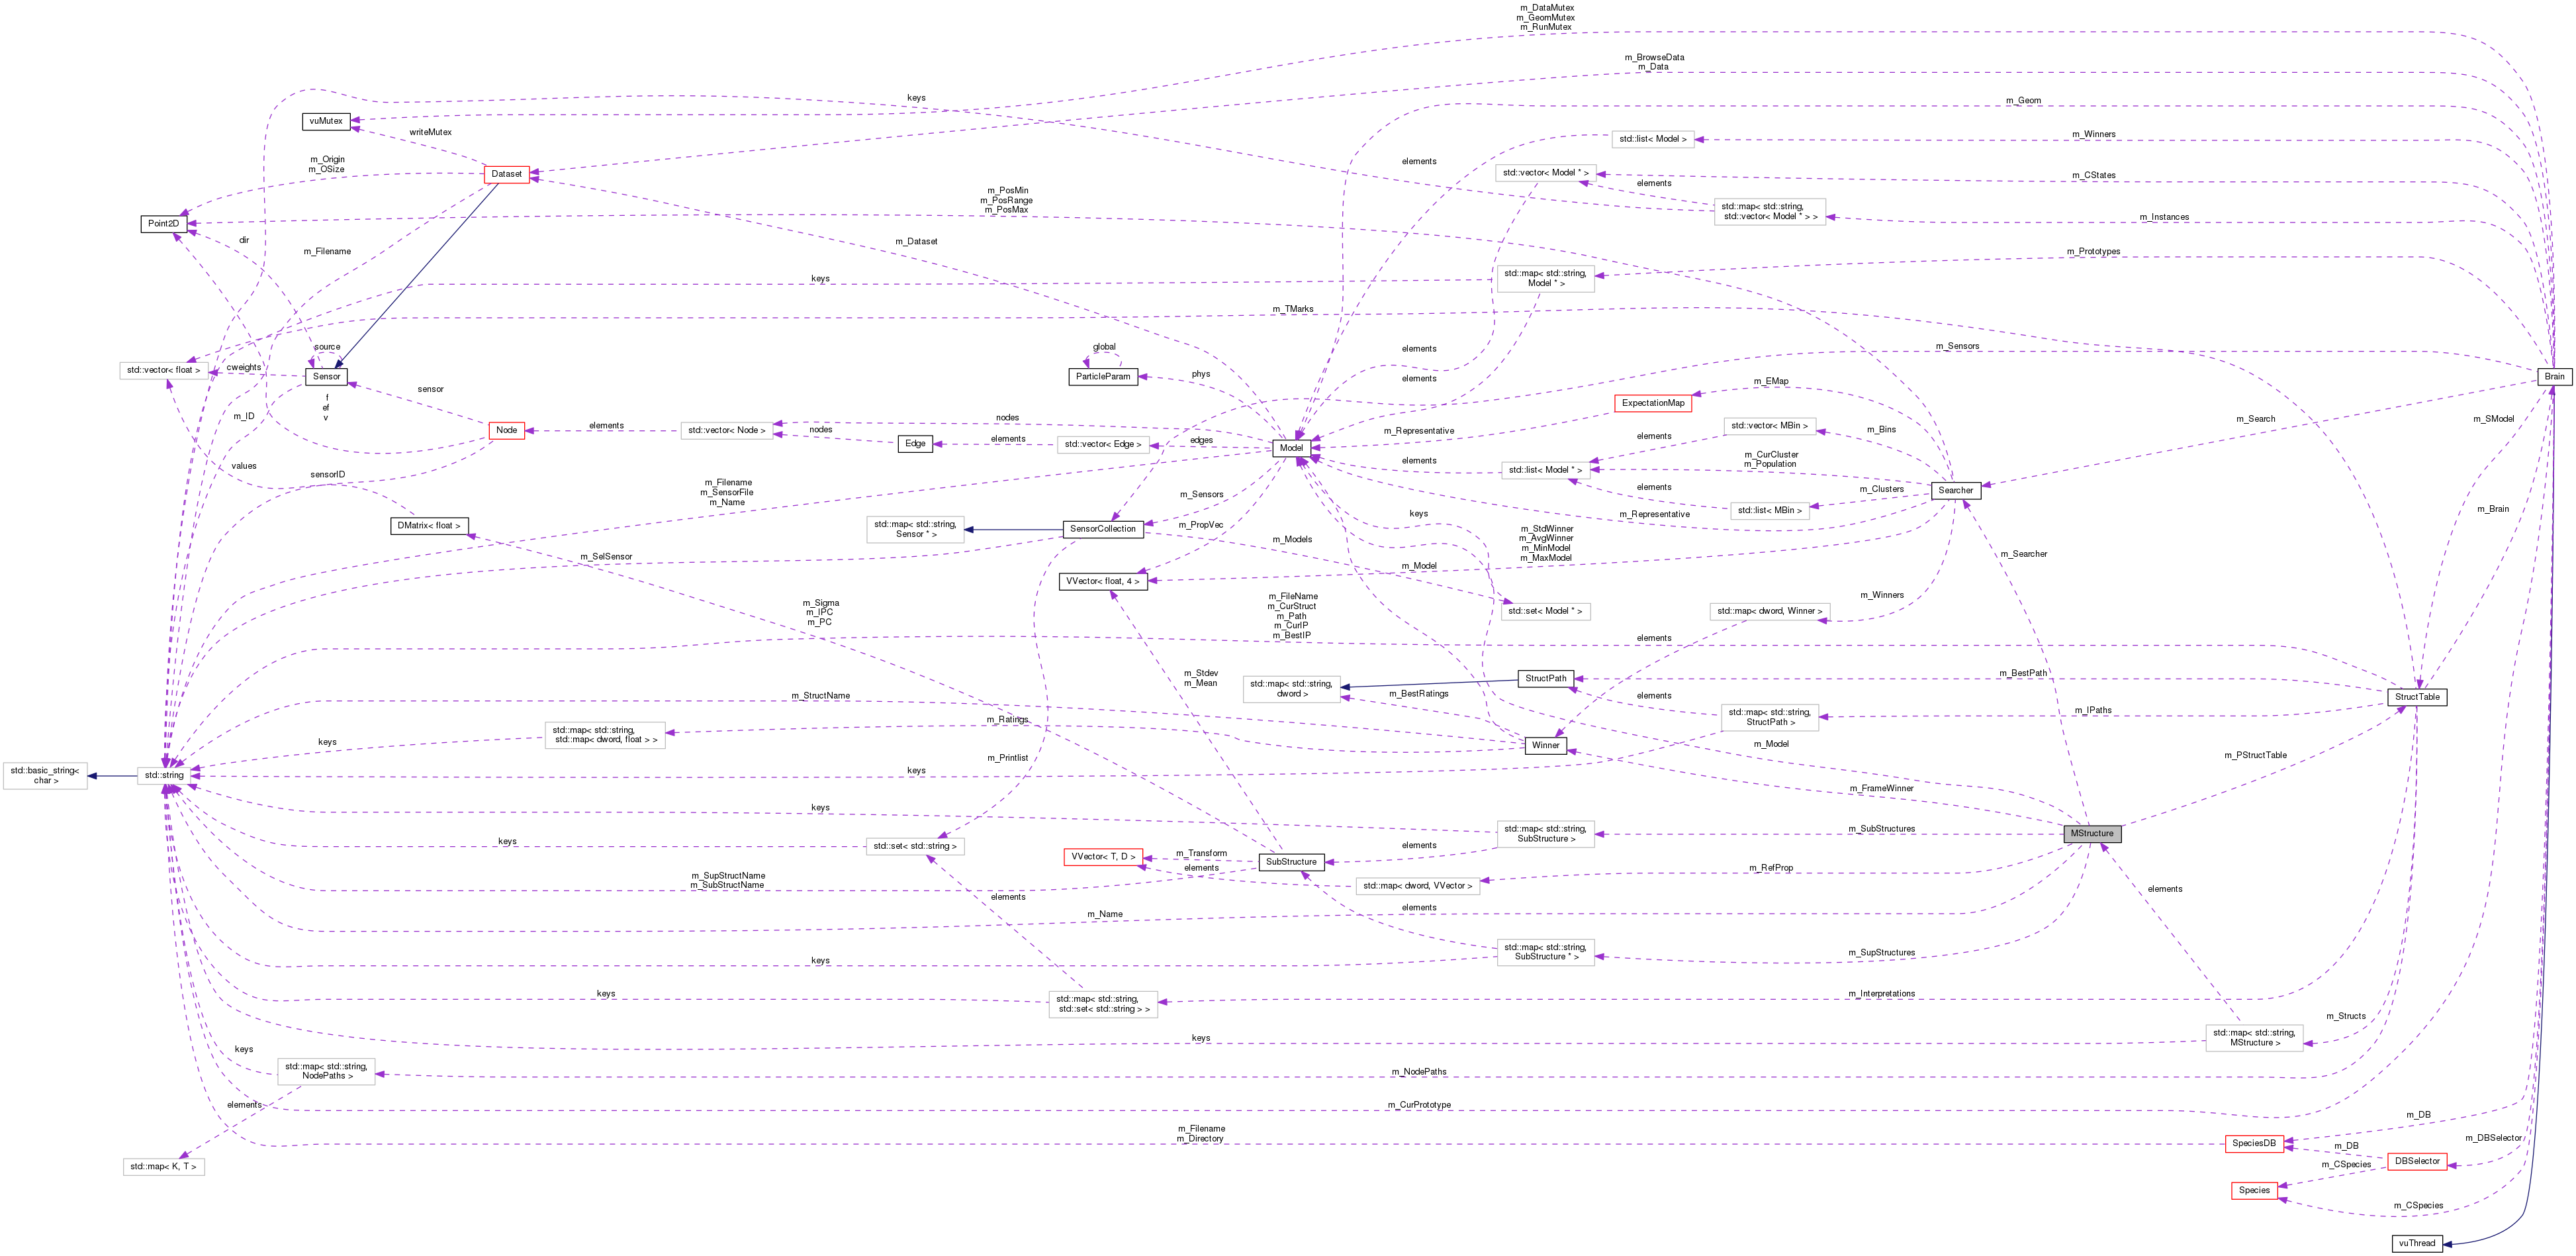 m_DataMutex
m_GeomMutex
m_RunMutex
m_BrowseData
m_Data
keys
m_Geom
vuMutex
writeMutex
m_Winners
std::list< Model >
m_Origin
m_OSize
Dataset
elements
std::vector< Model * >
m_CStates
elements
m_PosMin
m_PosRange
m_PosMax
std::map< std::string,
std::vector< Model * > >
m_Instances
Point2D
dir
m_Dataset
m_Filename
m_Prototypes
keys
std::map< std::string,
Model * >
m_TMarks
source
global
elements
m_Sensors
std::vector< float >
cweights
Sensor
ParticleParam
phys
elements
m_EMap
Brain
f
ef
v
sensor
ExpectationMap
m_ID
nodes
m_Search
m_SModel
Node
elements
std::vector< Node >
nodes
Edge
elements
std::vector< Edge >
edges
Model
m_Representative
std::vector< MBin >
m_Bins
elements
values
sensorID
elements
std::list< Model * >
m_CurCluster
m_Population
m_Filename
m_SensorFile
m_Name
m_Sensors
elements
m_Clusters
Searcher
std::list< MBin >
m_Representative
m_Brain
DMatrix< float >
std::map< std::string,
Sensor * >
SensorCollection
m_PropVec
keys
m_StdWinner
m_AvgWinner
m_MinModel
m_MaxModel
m_SelSensor
m_Models
m_Model
m_Searcher
VVector< float, 4 >
m_Winners
m_Sigma
m_IPC
m_PC
m_FileName
m_CurStruct
m_Path
m_CurIP
m_BestIP
std::set< Model * >
std::map< dword, Winner >
elements
m_Stdev
m_Mean
std::map< std::string,
dword >
StructPath
m_BestPath
m_StructName
m_BestRatings
elements
StructTable
m_Ratings
std::map< std::string,
StructPath >
m_IPaths
std::map< std::string,
std::map< dword, float > >
keys
Winner
m_Model
m_PStructTable
m_Printlist
std::basic_string<
char >
std::string
keys
m_FrameWinner
keys
std::map< std::string,
SubStructure >
m_SubStructures
MStructure
keys
std::set< std::string >
elements
VVector< T, D >
m_Transform
SubStructure
elements
m_RefProp
m_SupStructName
m_SubStructName
std::map< dword, VVector >
elements
elements
m_Name
elements
keys
std::map< std::string,
SubStructure * >
m_SupStructures
keys
std::map< std::string,
std::set< std::string > >
m_Interpretations
m_Structs
keys
std::map< std::string,
MStructure >
keys
std::map< std::string,
NodePaths >
m_NodePaths
elements
m_CurPrototype
m_DB
m_Filename
m_Directory
SpeciesDB
m_DB
m_DBSelector
std::map< K, T >
m_CSpecies
DBSelector
Species
m_CSpecies
vuThread